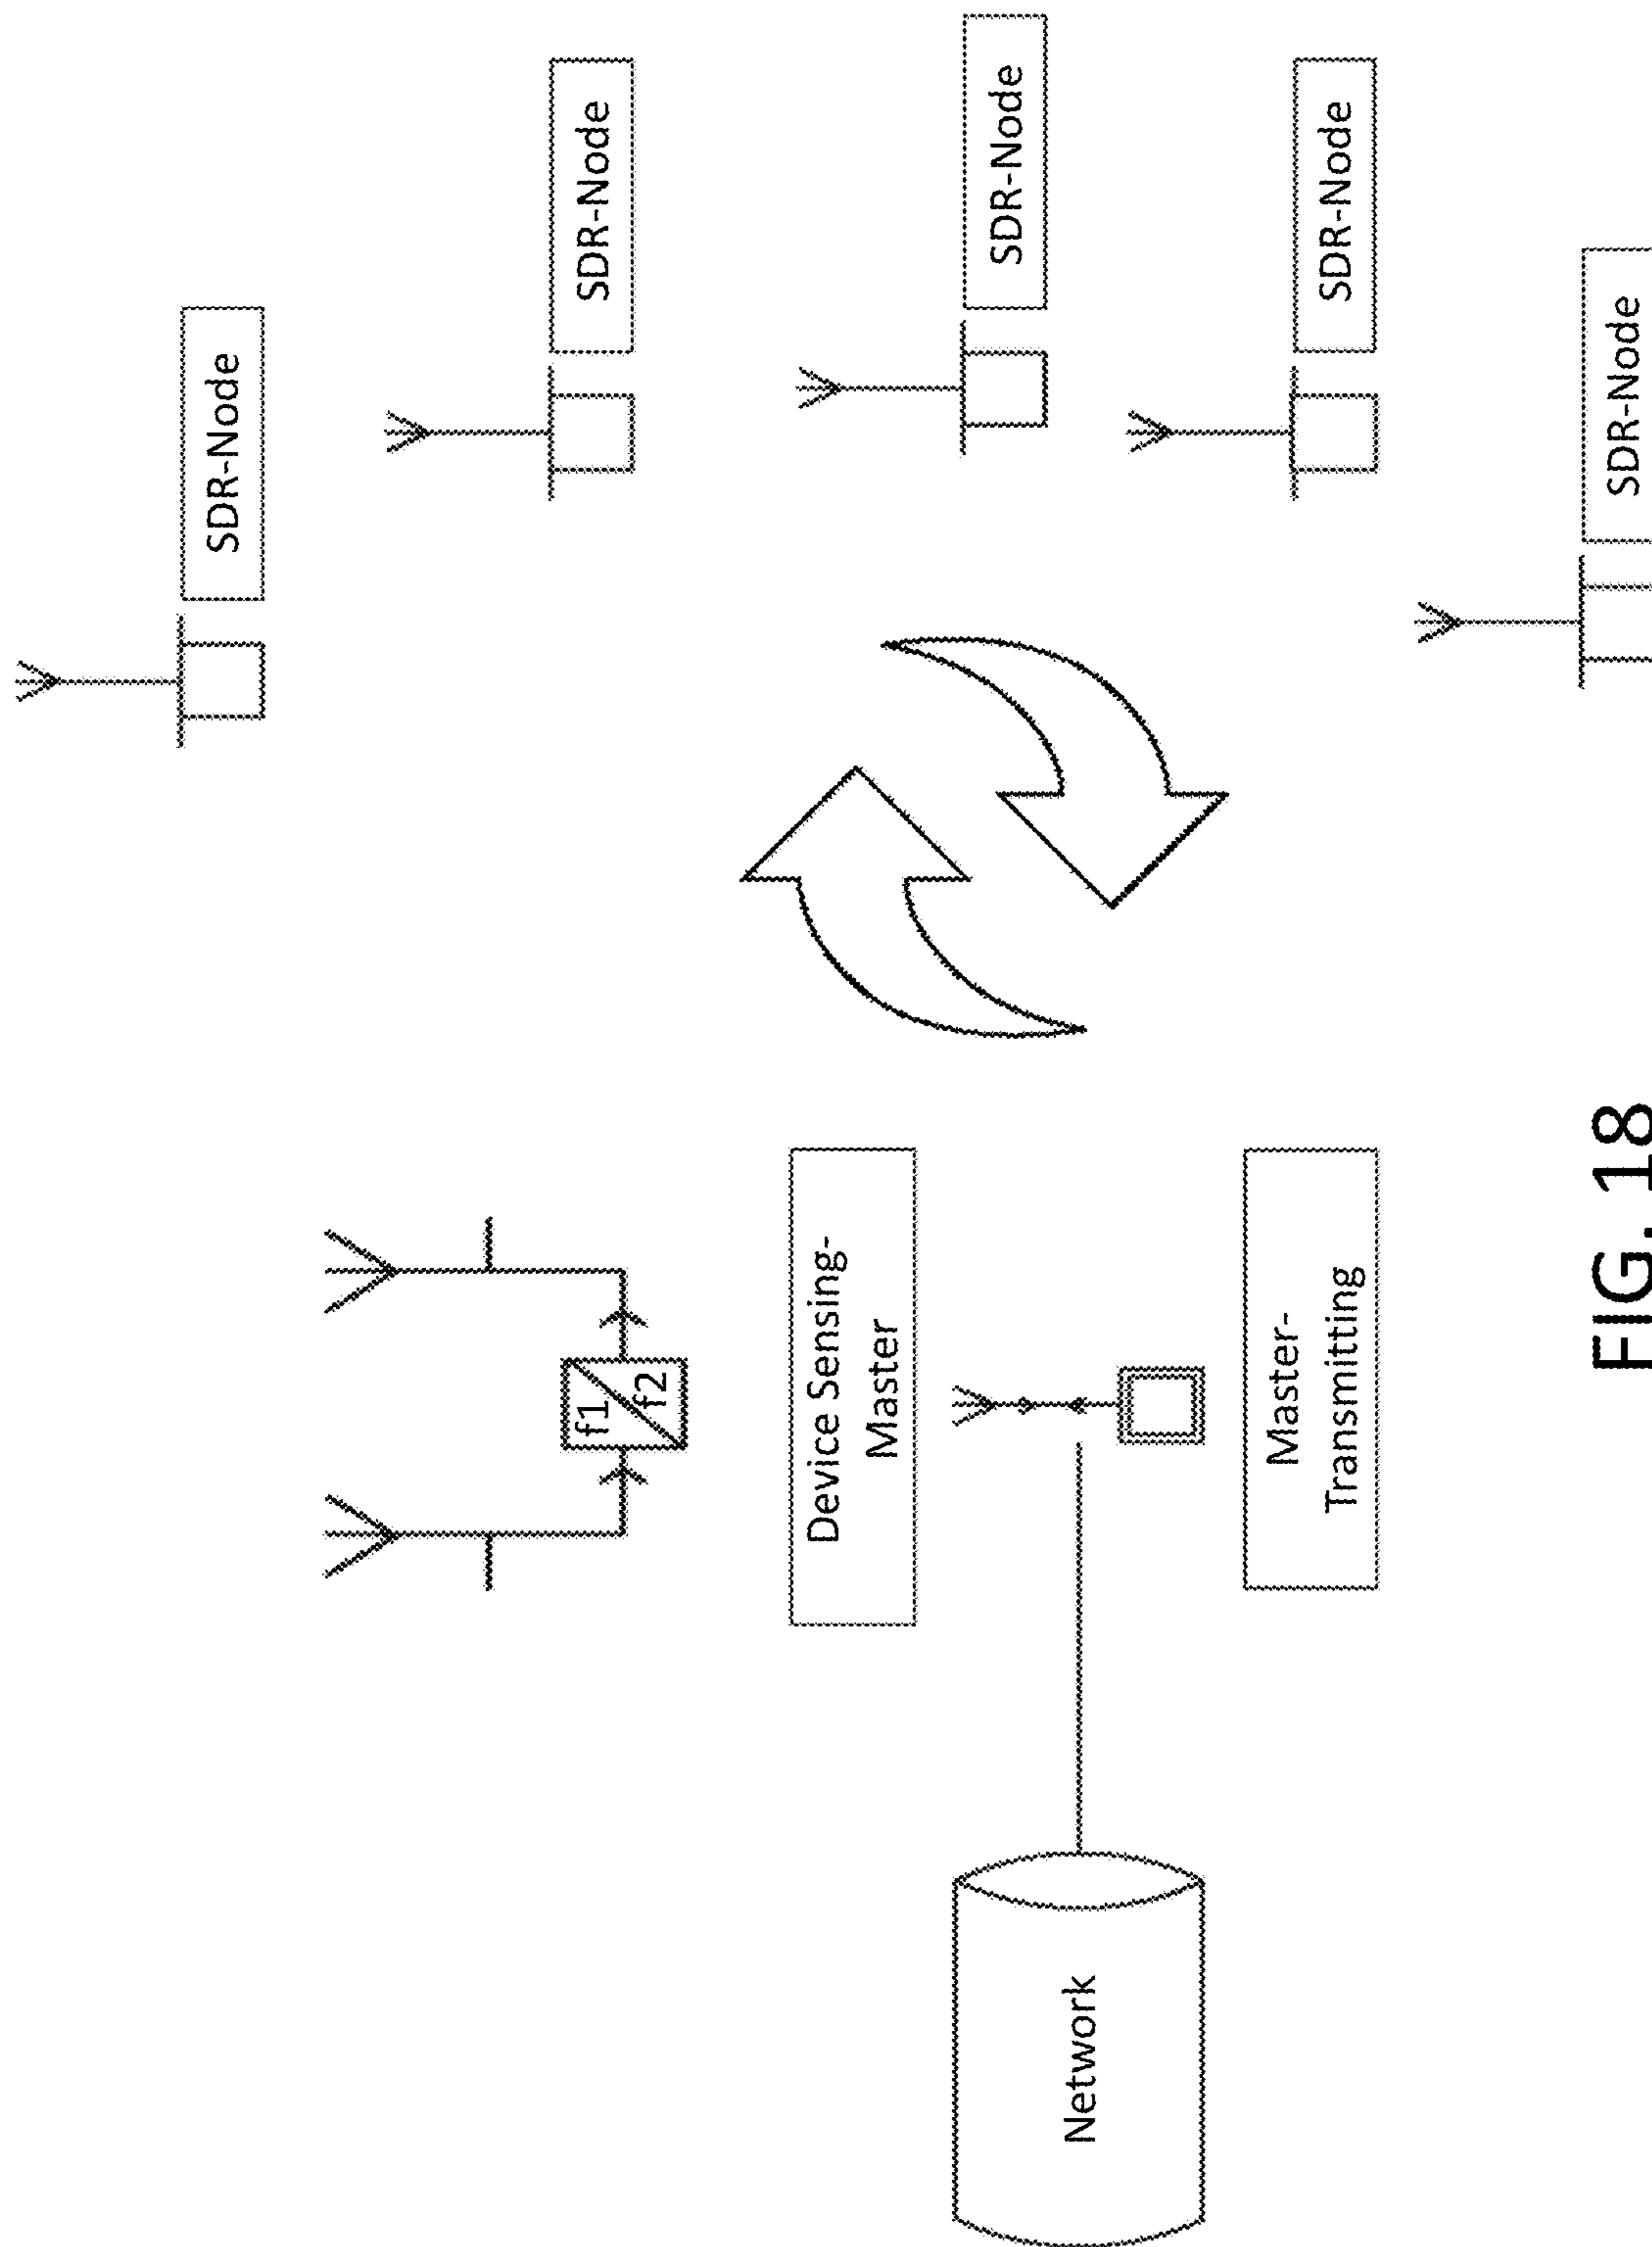 f1
f2
Device Sensing-
Master
Network
Master-
Transmitting
SDR-Node
SDR-Node
SDR-Node
SDR-Node
SDR-Node
FIG. 18